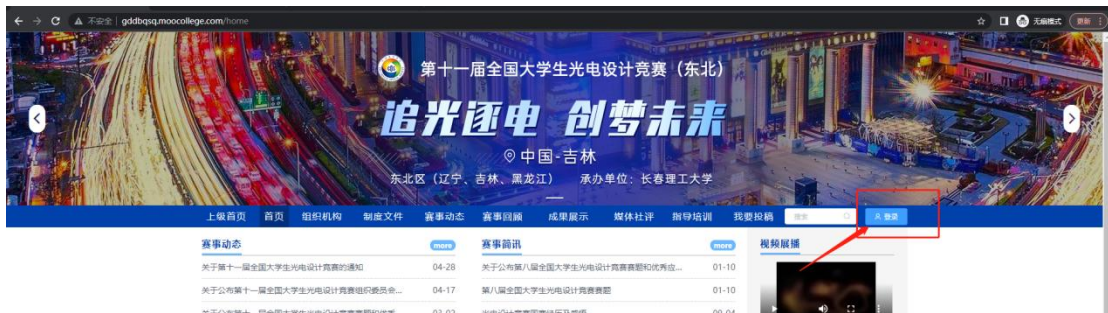 不安全 | gddbqsq.moocollege.com/home
无痕模式
更新
第十一届全国大学生光电设计竞赛（东北）
追光逐电 创梦未来
中国-吉林
东北区（辽宁、吉林、黑龙江） 承办单位：长春理工大学
上级首页 首页 组织机构 制度文件 赛事动态 赛事回顾 成果展示 媒体社评 指导培训 我要投稿 搜索 登录
赛事动态 more 赛事简讯 more 视频展播
关于第十一届全国大学生光电设计竞赛的通知 04-28 关于公布第八届全国大学生光电设计竞赛赛题和优秀应... 01-10
关于公布第十一届全国大学生光电设计竞赛组织委员会... 04-17 第八届全国大学生光电设计竞赛赛题 01-10